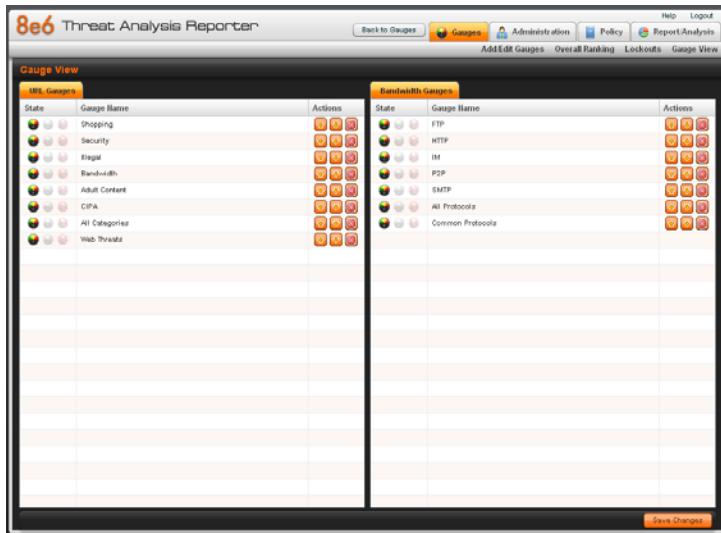 8e6 Threat Analysis Reporter
Help Logout
Back to Gauges
Gauges
Administration
Policy
Report/Analysis
Add/Edit Gauges Overall Ranking Lockouts Gauge View
Gauge View
URL Gauges
State Gauge Name Actions
Shopping
Security
Illegal
Bandwidth
Adult Content
CIPA
All Categories
Web Threats
Bandwidth Gauges
State Gauge Name Actions
FTP
HTTP
IM
P2P
SMTP
All Protocols
Common Protocols
Save Changes